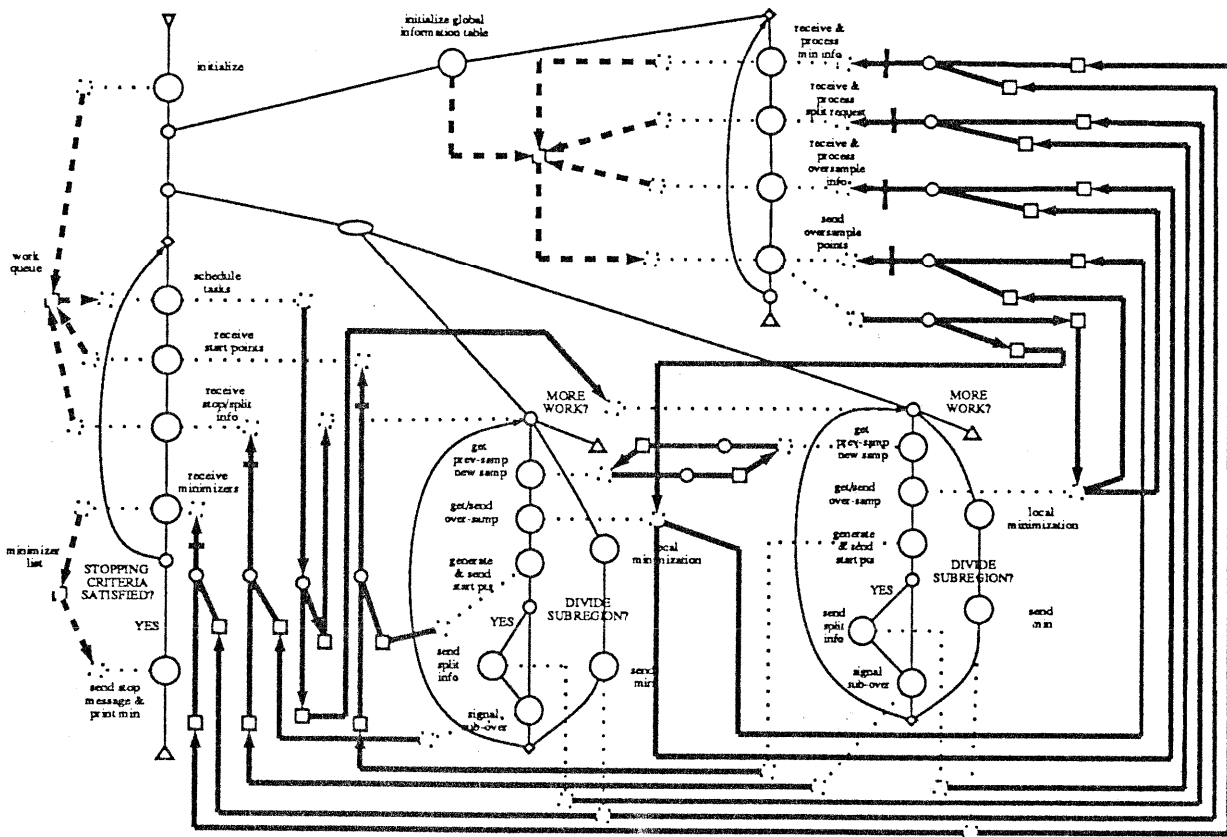 initialize
initialize global
information table
receive &
process
min info
receive &
process
split request
receive &
process
oversample
info
send
oversample
points
work
queue
schedule
tasks
receive
start points
receive
stop/split
info
receive
minimizers
minimizer
list
STOPPING
CRITERIA
SATISFIED?
YES
send stop
message &
print min
MORE
WORK?
get
prev-samp
new samp
get/send
over-samp
generate
& send
start pts
local
minimization
YES
DIVIDE
SUBREGION?
send
split
info
send
min
signal
sub-over
MORE
WORK?
get
prev-samp
new samp
get/send
over-samp
generate
& send
start pts
local
minimization
YES
DIVIDE
SUBREGION?
send
split
info
send
min
signal
sub-over